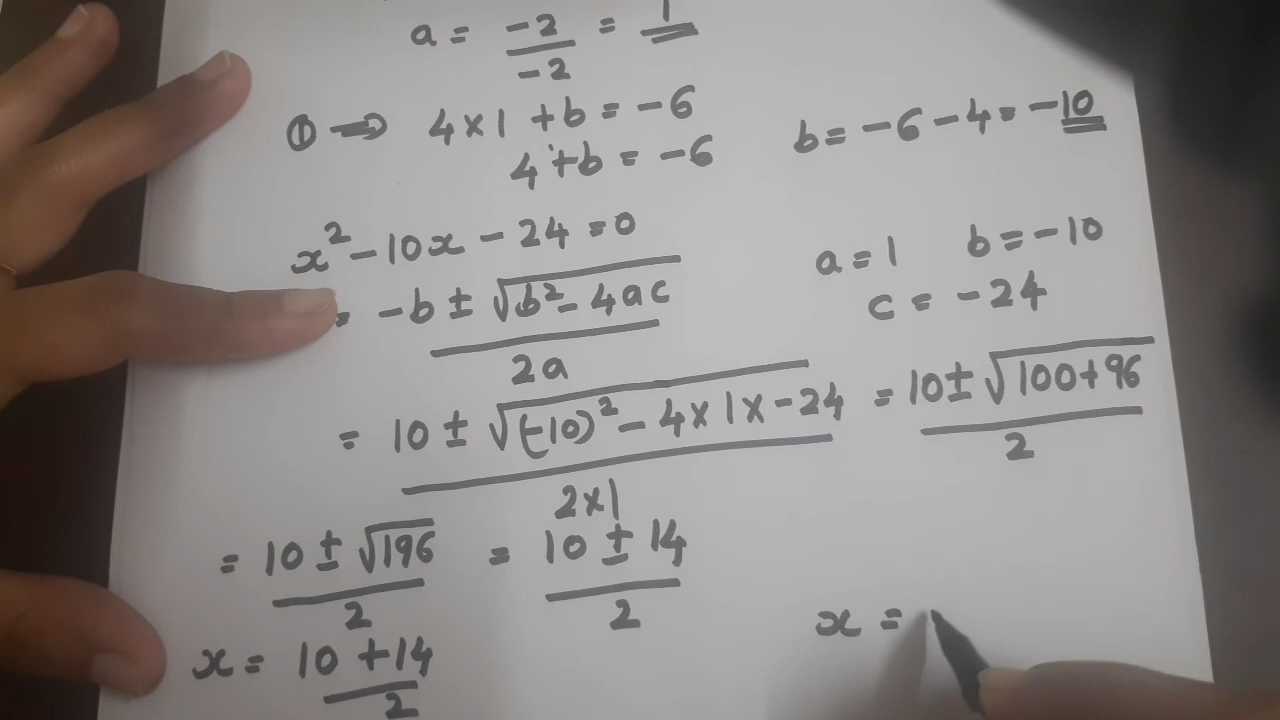 a = -2/-2 = 1
① ⇒ 4×1 + b = -6
4 + b = -6
b = -6 - 4 = -10
x² - 10x - 24 = 0
a = 1 b = -10
c = -24
= -b ± √(b² - 4ac) / 2a
= 10 ± √((-10)² - 4×1×-24) / 2×1 = 10 ± √(100+96) / 2
= 10 ± √196 / 2 = 10 ± 14 / 2
x = 10 + 14 / 2
x =